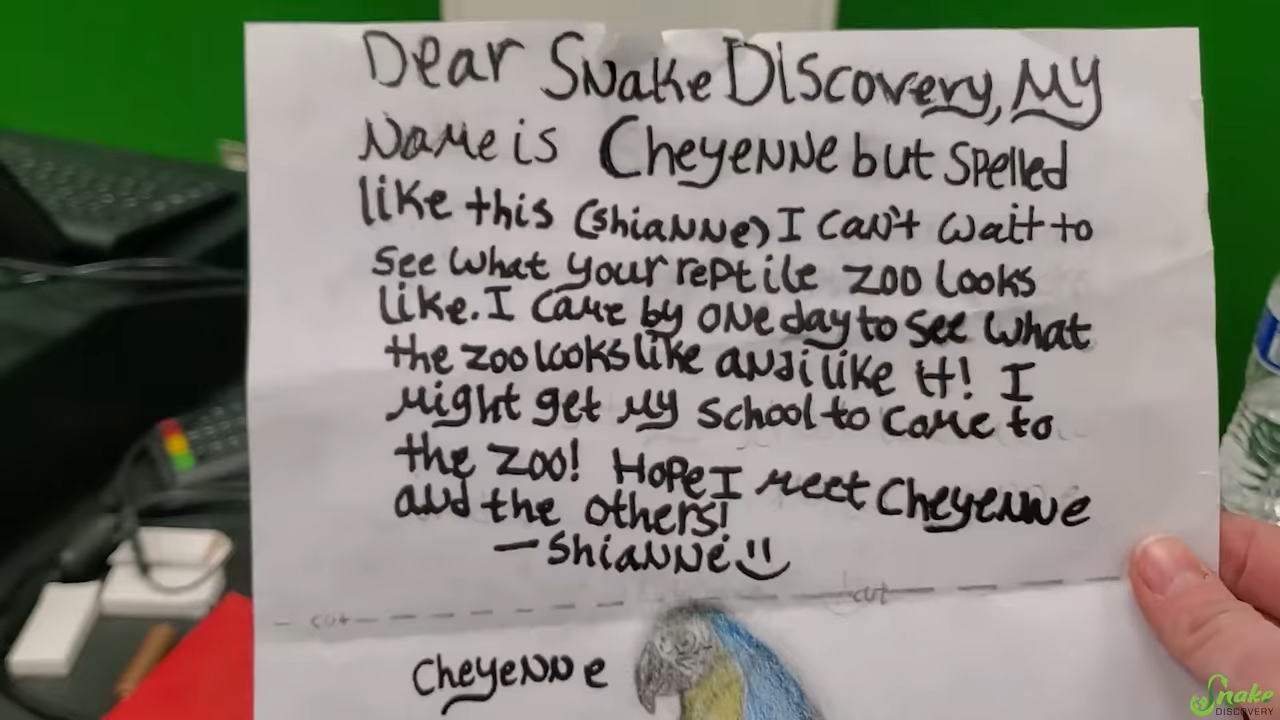 Dear Snake Discovery, My
Name is Cheyenne but spelled
like this (shianne) I can't wait to
see what your reptile zoo looks
like. I came by one day to see what
the zoo looks like and i like it! I
might get my school to come to
the zoo! Hope I meet Cheyenne
and the others!
—Shianne
- cut - - - - - cut - - -
Cheyenne
Snake
DISCOVERY